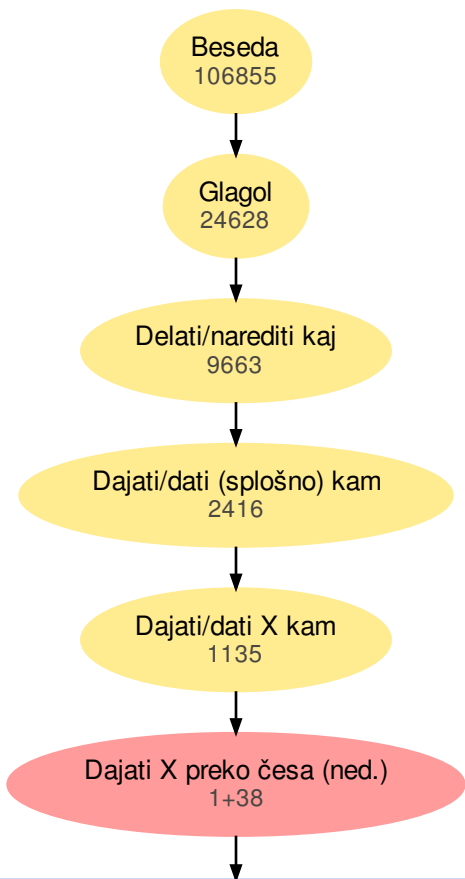 Beseda
106855
Glagol
24628
Delati/narediti kaj
9663
Dajati/dati (splošno) kam
2416
Dajati/dati X kam
1135
Dajati X preko česa (ned.)
1+38